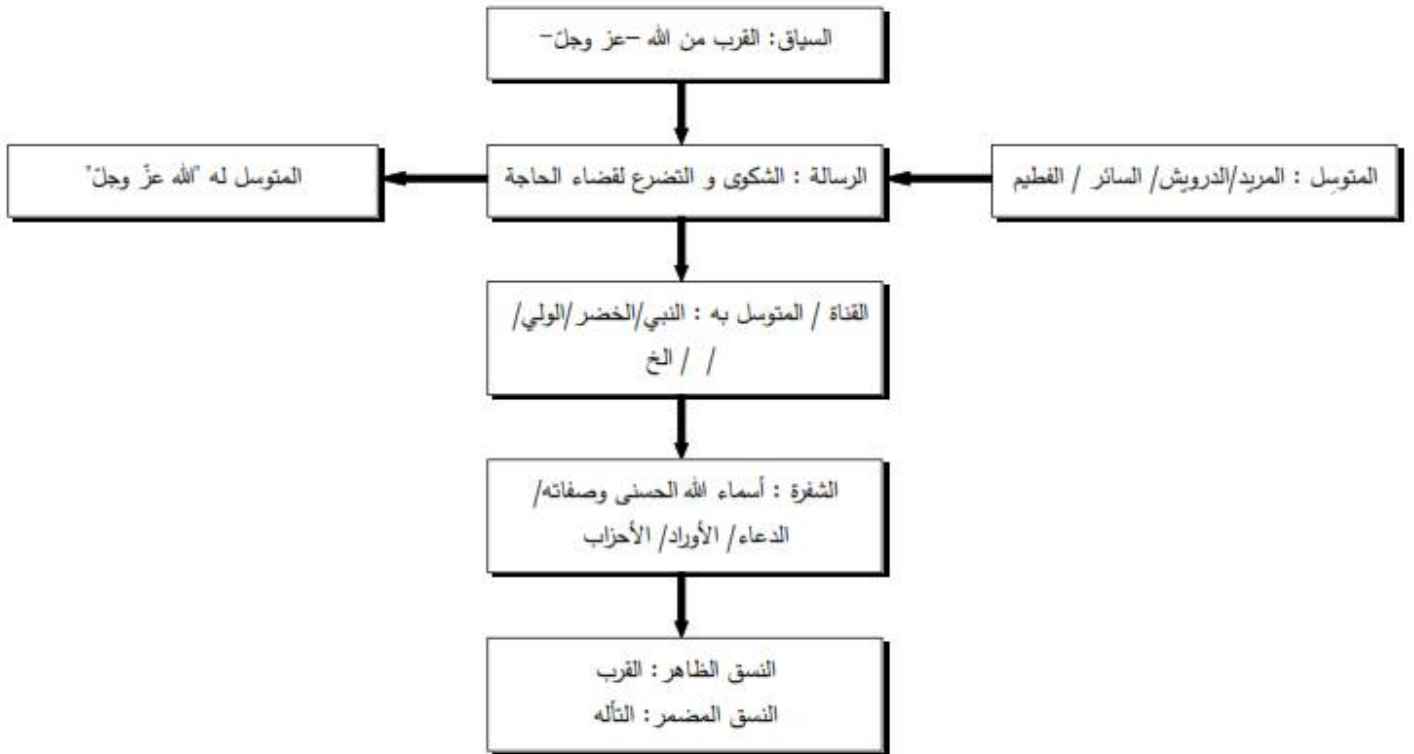 السياق: القرب من الله –عز وجلّ-
المتوسِل : المريد/الدرويش/ السائر / الفطيم
الرسالة : الشكوى و التضرع لقضاء الحاجة
المتوسل له "الله عزّ وجلّ"
القناة / المتوسل به : النبي/الخضر/الولي/
/ / الخ
الشفرة : أسماء الله الحسنى وصفاته/
الدعاء/ الأوراد/ الأحزاب
النسق الظاهر : القرب
النسق المضمر : التأله